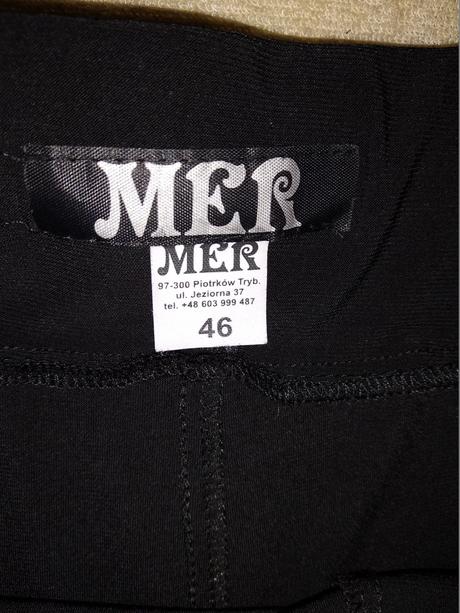 MER
MER
97-300 Piotrków Tryb.
ul. Jeziorna 37
tel. +48 603 999 487
46